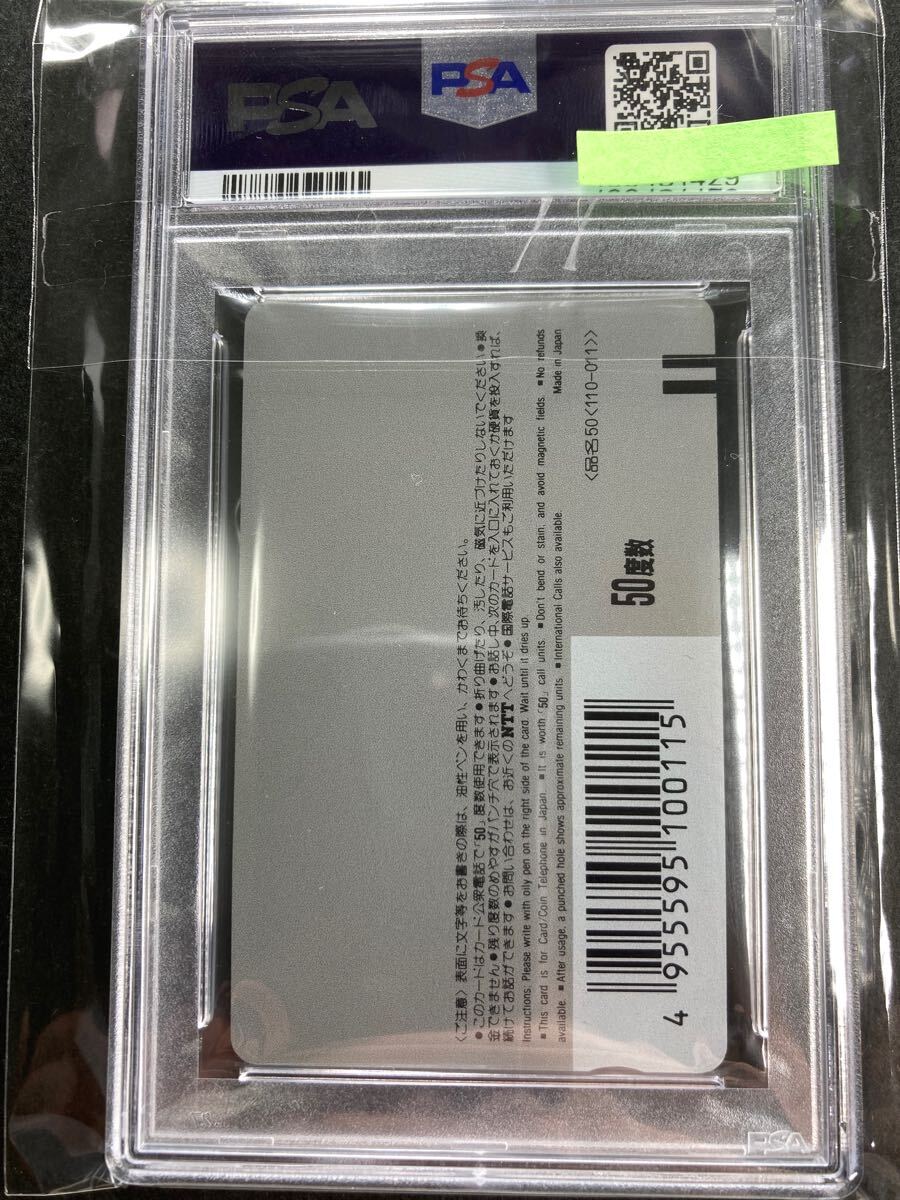 PSA
PSA
〈ご注意〉表面に文字等をお書きの際は、油性ペンを用い、かわくまでお待ちください。
●このカードはカード公衆電話で「50」度数使用できます●折り曲げたり、汚したり、磁気に近づけたりしないでください●換
金できません●残り度数のめやすがパンチ穴で表示されます●お話し中、次のカードを入口に入れておくか硬貨を投入すれば、
続けてお話ができます●お問い合わせは、お近くのNTTへどうぞ●国際電話サービスもご利用いただけます
Instructions: Please write with oily pen on the right side of the card. Wait until it dries up.
■This card is for Card/Coin Telephone in Japan. ■It is worth「50」call units. ■Don't bend or stain, and avoid magnetic fields. ■No refunds
available. ■After usage, a punched hole shows approximate remaining units. ■International Calls also available. Made in Japan
〈品名50<110-011>〉
50度数
4 955595 100115
PSA